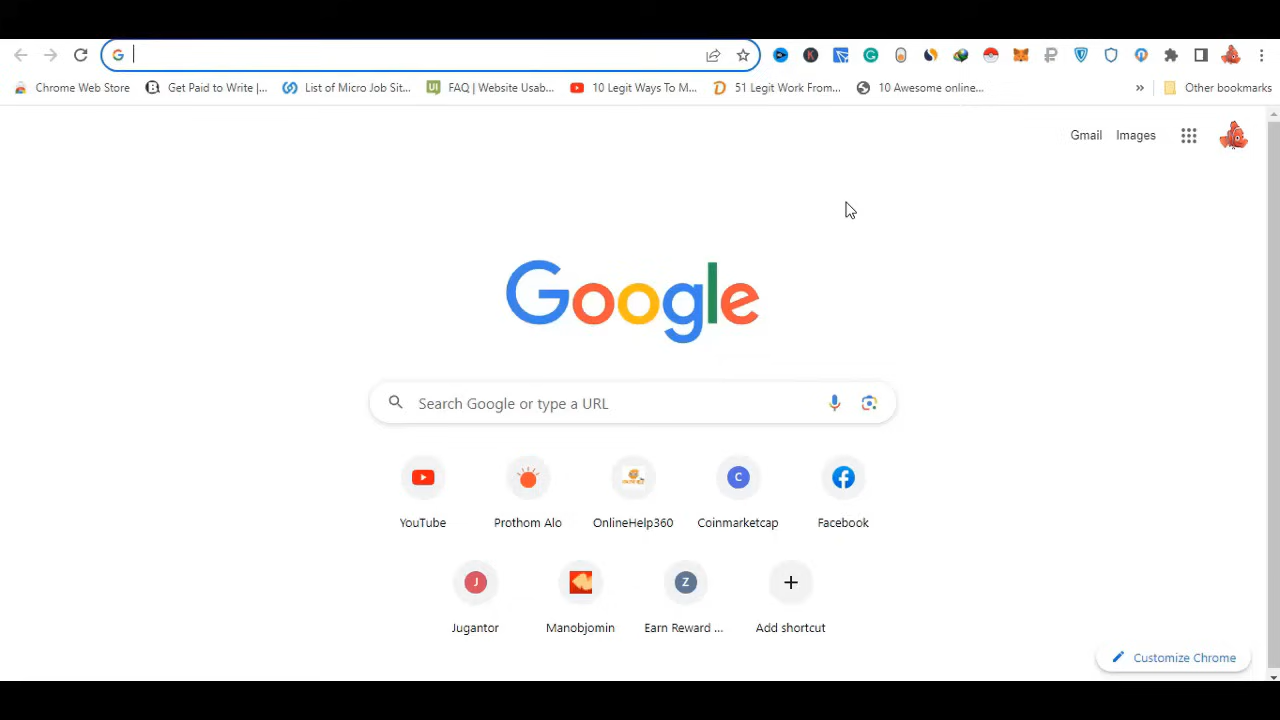 Chrome Web Store Get Paid to Write |... List of Micro Job Sit... FAQ | Website Usab... 10 Legit Ways To M... 51 Legit Work From... 10 Awesome online... » Other bookmarks
Gmail Images
Google
Search Google or type a URL
YouTube Prothom Alo OnlineHelp360 Coinmarketcap Facebook
C
J Z
Jugantor Manobjomin Earn Reward ... Add shortcut
Customize Chrome